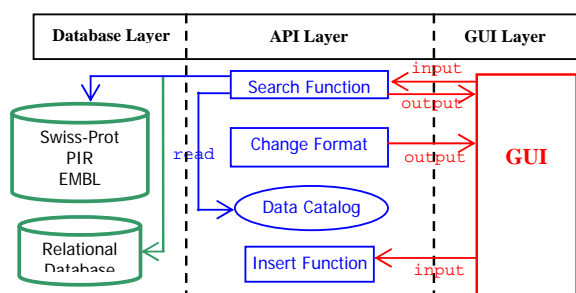 Database Layer API Layer GUI Layer
input
Search Function
output
Swiss-Prot
PIR
EMBL
read
Change Format
output
GUI
Data Catalog
Relational
Database
Insert Function
input